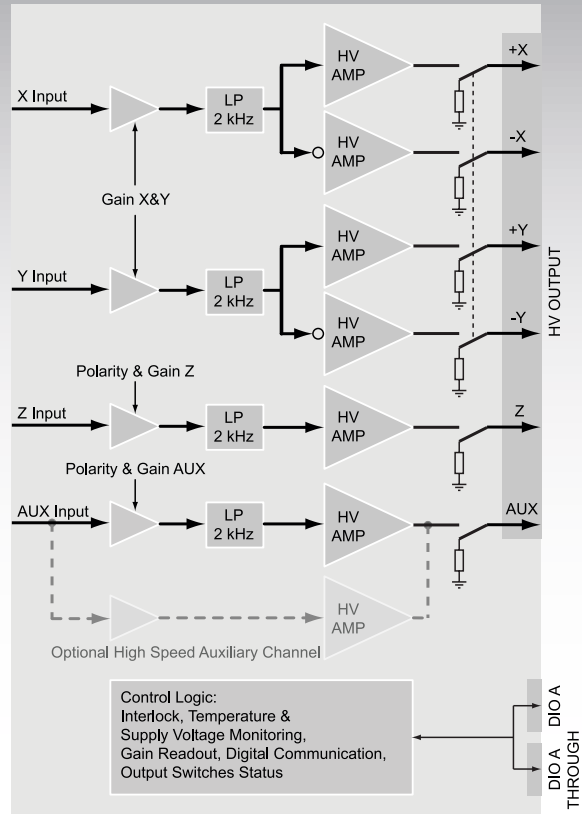 HV
AMP
+X
X Input
LP
2 kHz
HV
AMP
-X
Gain X&Y
HV
AMP
+Y
Y Input
LP
2 kHz
HV
AMP
-Y
HV OUTPUT
Polarity & Gain Z
Z Input
LP
2 kHz
HV
AMP
Z
Polarity & Gain AUX
AUX Input
LP
2 kHz
HV
AMP
AUX
HV
AMP
Optional High Speed Auxiliary Channel
Control Logic:
Interlock, Temperature &
Supply Voltage Monitoring,
Gain Readout, Digital Communication,
Output Switches Status
DIO A
DIO A
THROUGH